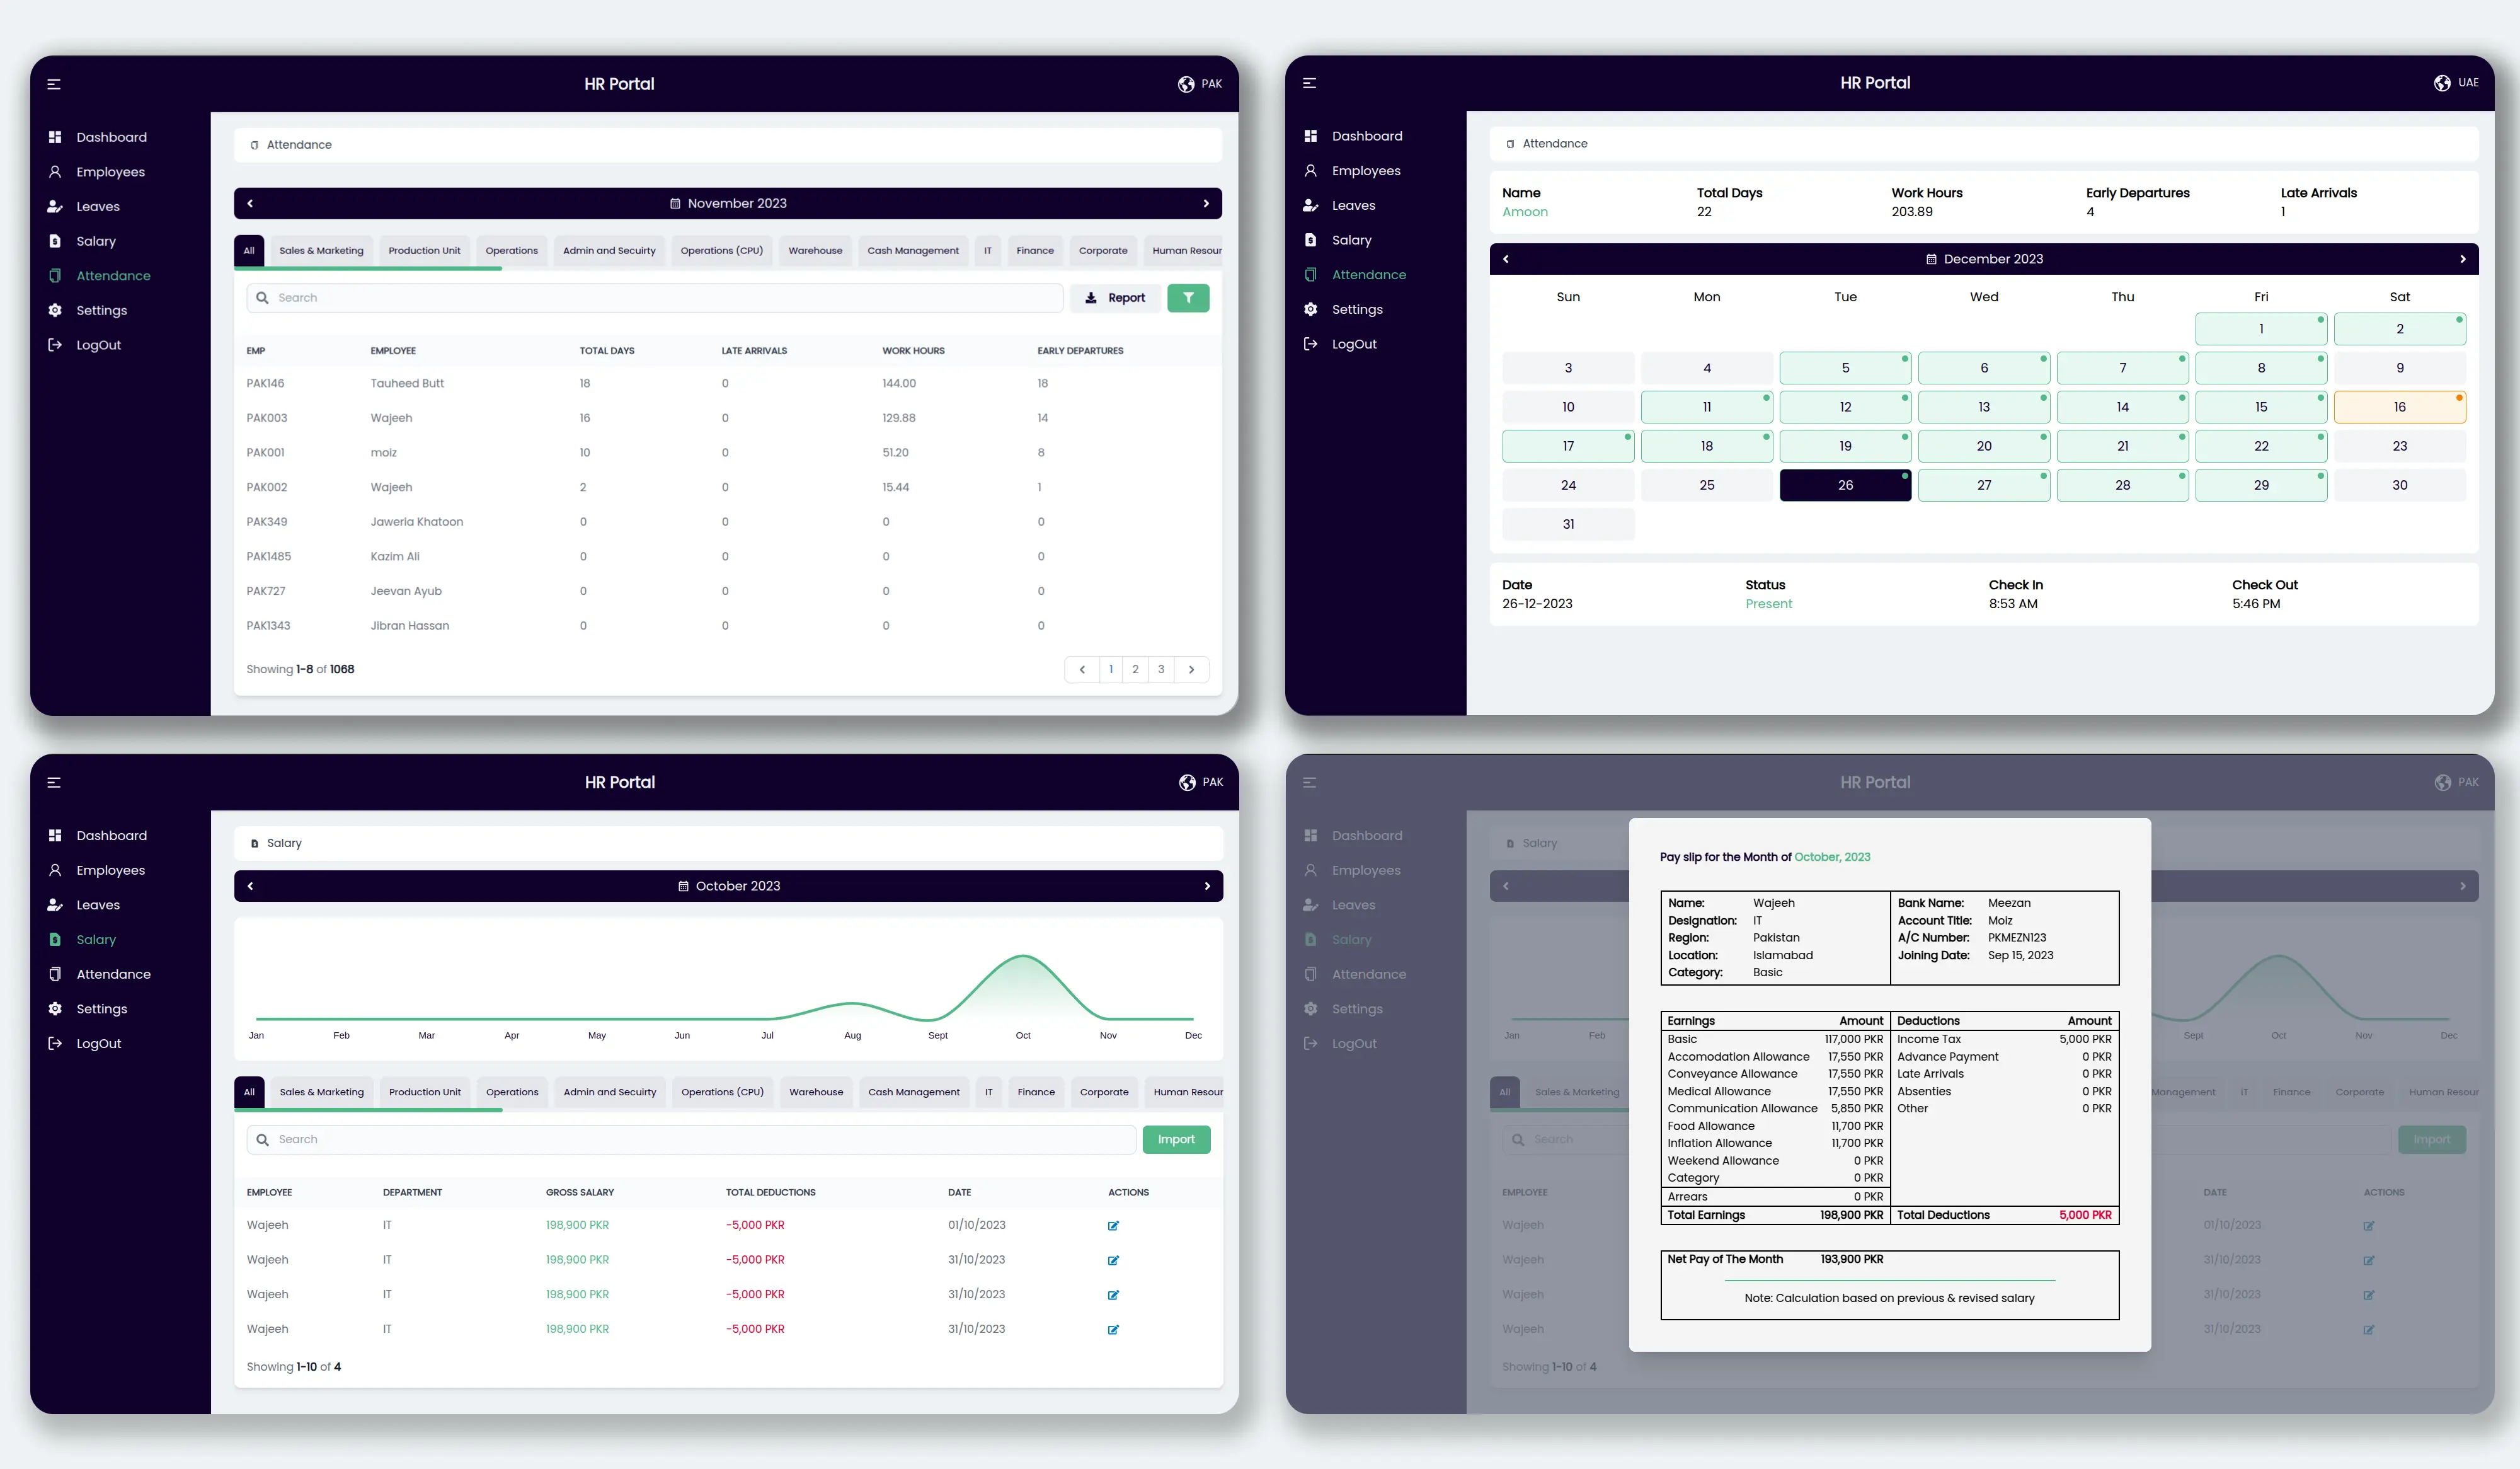 HR Portal
PAK
Dashboard
Employees
Leaves
Salary
Attendance
Settings
LogOut
Attendance
November 2023
All Sales & Marketing Production Unit Operations Admin and Secuirty Operations (CPU) Warehouse Cash Management IT Finance Corporate Human Resour
Search Report
EMP EMPLOYEE TOTAL DAYS LATE ARRIVALS WORK HOURS EARLY DEPARTURES
PAK146 Tauheed Butt 18 0 144.00 18
PAK003 Wajeeh 16 0 129.88 14
PAK001 moiz 10 0 51.20 8
PAK002 Wajeeh 2 0 15.44 1
PAK349 Jaweria Khatoon 0 0 0 0
PAK1485 Kazim Ali 0 0 0 0
PAK727 Jeevan Ayub 0 0 0 0
PAK1343 Jibran Hassan 0 0 0 0
Showing 1-8 of 1068
1 2 3
HR Portal
UAE
Dashboard
Employees
Leaves
Salary
Attendance
Settings
LogOut
Attendance
Name Total Days Work Hours Early Departures Late Arrivals
Amoon 22 203.89 4 1
December 2023
Sun Mon Tue Wed Thu Fri Sat
1 2
3 4 5 6 7 8 9
10 11 12 13 14 15 16
17 18 19 20 21 22 23
24 25 26 27 28 29 30
31
Date Status Check In Check Out
26-12-2023 Present 8:53 AM 5:46 PM
HR Portal
PAK
Dashboard
Employees
Leaves
Salary
Attendance
Settings
LogOut
Salary
October 2023
Jan Feb Mar Apr May Jun Jul Aug Sept Oct Nov Dec
All Sales & Marketing Production Unit Operations Admin and Secuirty Operations (CPU) Warehouse Cash Management IT Finance Corporate Human Resour
Search Import
EMPLOYEE DEPARTMENT GROSS SALARY TOTAL DEDUCTIONS DATE ACTIONS
Wajeeh IT 198,900 PKR -5,000 PKR 01/10/2023
Wajeeh IT 198,900 PKR -5,000 PKR 31/10/2023
Wajeeh IT 198,900 PKR -5,000 PKR 31/10/2023
Wajeeh IT 198,900 PKR -5,000 PKR 31/10/2023
Showing 1-10 of 4
HR Portal
PAK
Dashboard
Employees
Leaves
Salary
Attendance
Settings
LogOut
Salary
Jan Feb Sept Oct Nov Dec
All Sales & Marketing Management IT Finance Corporate Human Resour
Search Import
EMPLOYEE DATE ACTIONS
Wajeeh 01/10/2023
Wajeeh 31/10/2023
Wajeeh 31/10/2023
Wajeeh 31/10/2023
Showing 1-10 of 4
Pay slip for the Month of October, 2023
Name: Wajeeh Bank Name: Meezan
Designation: IT Account Title: Moiz
Region: Pakistan A/C Number: PKMEZN123
Location: Islamabad Joining Date: Sep 15, 2023
Category: Basic
Earnings Amount Deductions Amount
Basic 117,000 PKR Income Tax 5,000 PKR
Accomodation Allowance 17,550 PKR Advance Payment 0 PKR
Conveyance Allowance 17,550 PKR Late Arrivals 0 PKR
Medical Allowance 17,550 PKR Absenties 0 PKR
Communication Allowance 5,850 PKR Other 0 PKR
Food Allowance 11,700 PKR
Inflation Allowance 11,700 PKR
Weekend Allowance 0 PKR
Category 0 PKR
Arrears 0 PKR
Total Earnings 198,900 PKR Total Deductions 5,000 PKR
Net Pay of The Month 193,900 PKR
Note: Calculation based on previous & revised salary